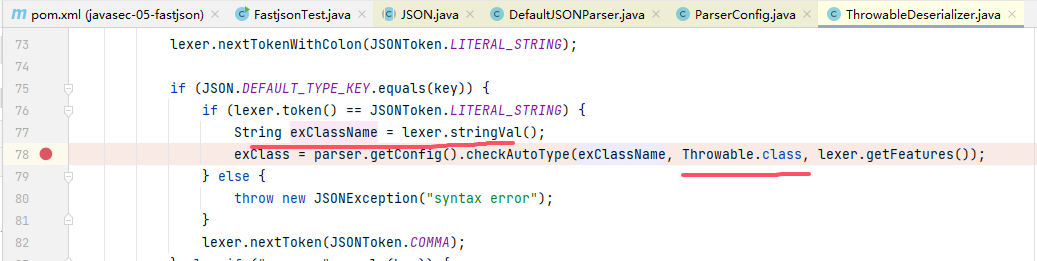 pom.xml (javasec-05-fastjson) × FastjsonTest.java × JSON.java × DefaultJSONParser.java × ParserConfig.java × ThrowableDeserializer.java ×
73 lexer.nextTokenWithColon(JSONToken.LITERAL_STRING);
74
75 if (JSON.DEFAULT_TYPE_KEY.equals(key)) {
76 if (lexer.token() == JSONToken.LITERAL_STRING) {
77 String exClassName = lexer.stringVal();
78 exClass = parser.getConfig().checkAutoType(exClassName, Throwable.class, lexer.getFeatures());
79 } else {
80 throw new JSONException("syntax error");
81 }
82 lexer.nextToken(JSONToken.COMMA);